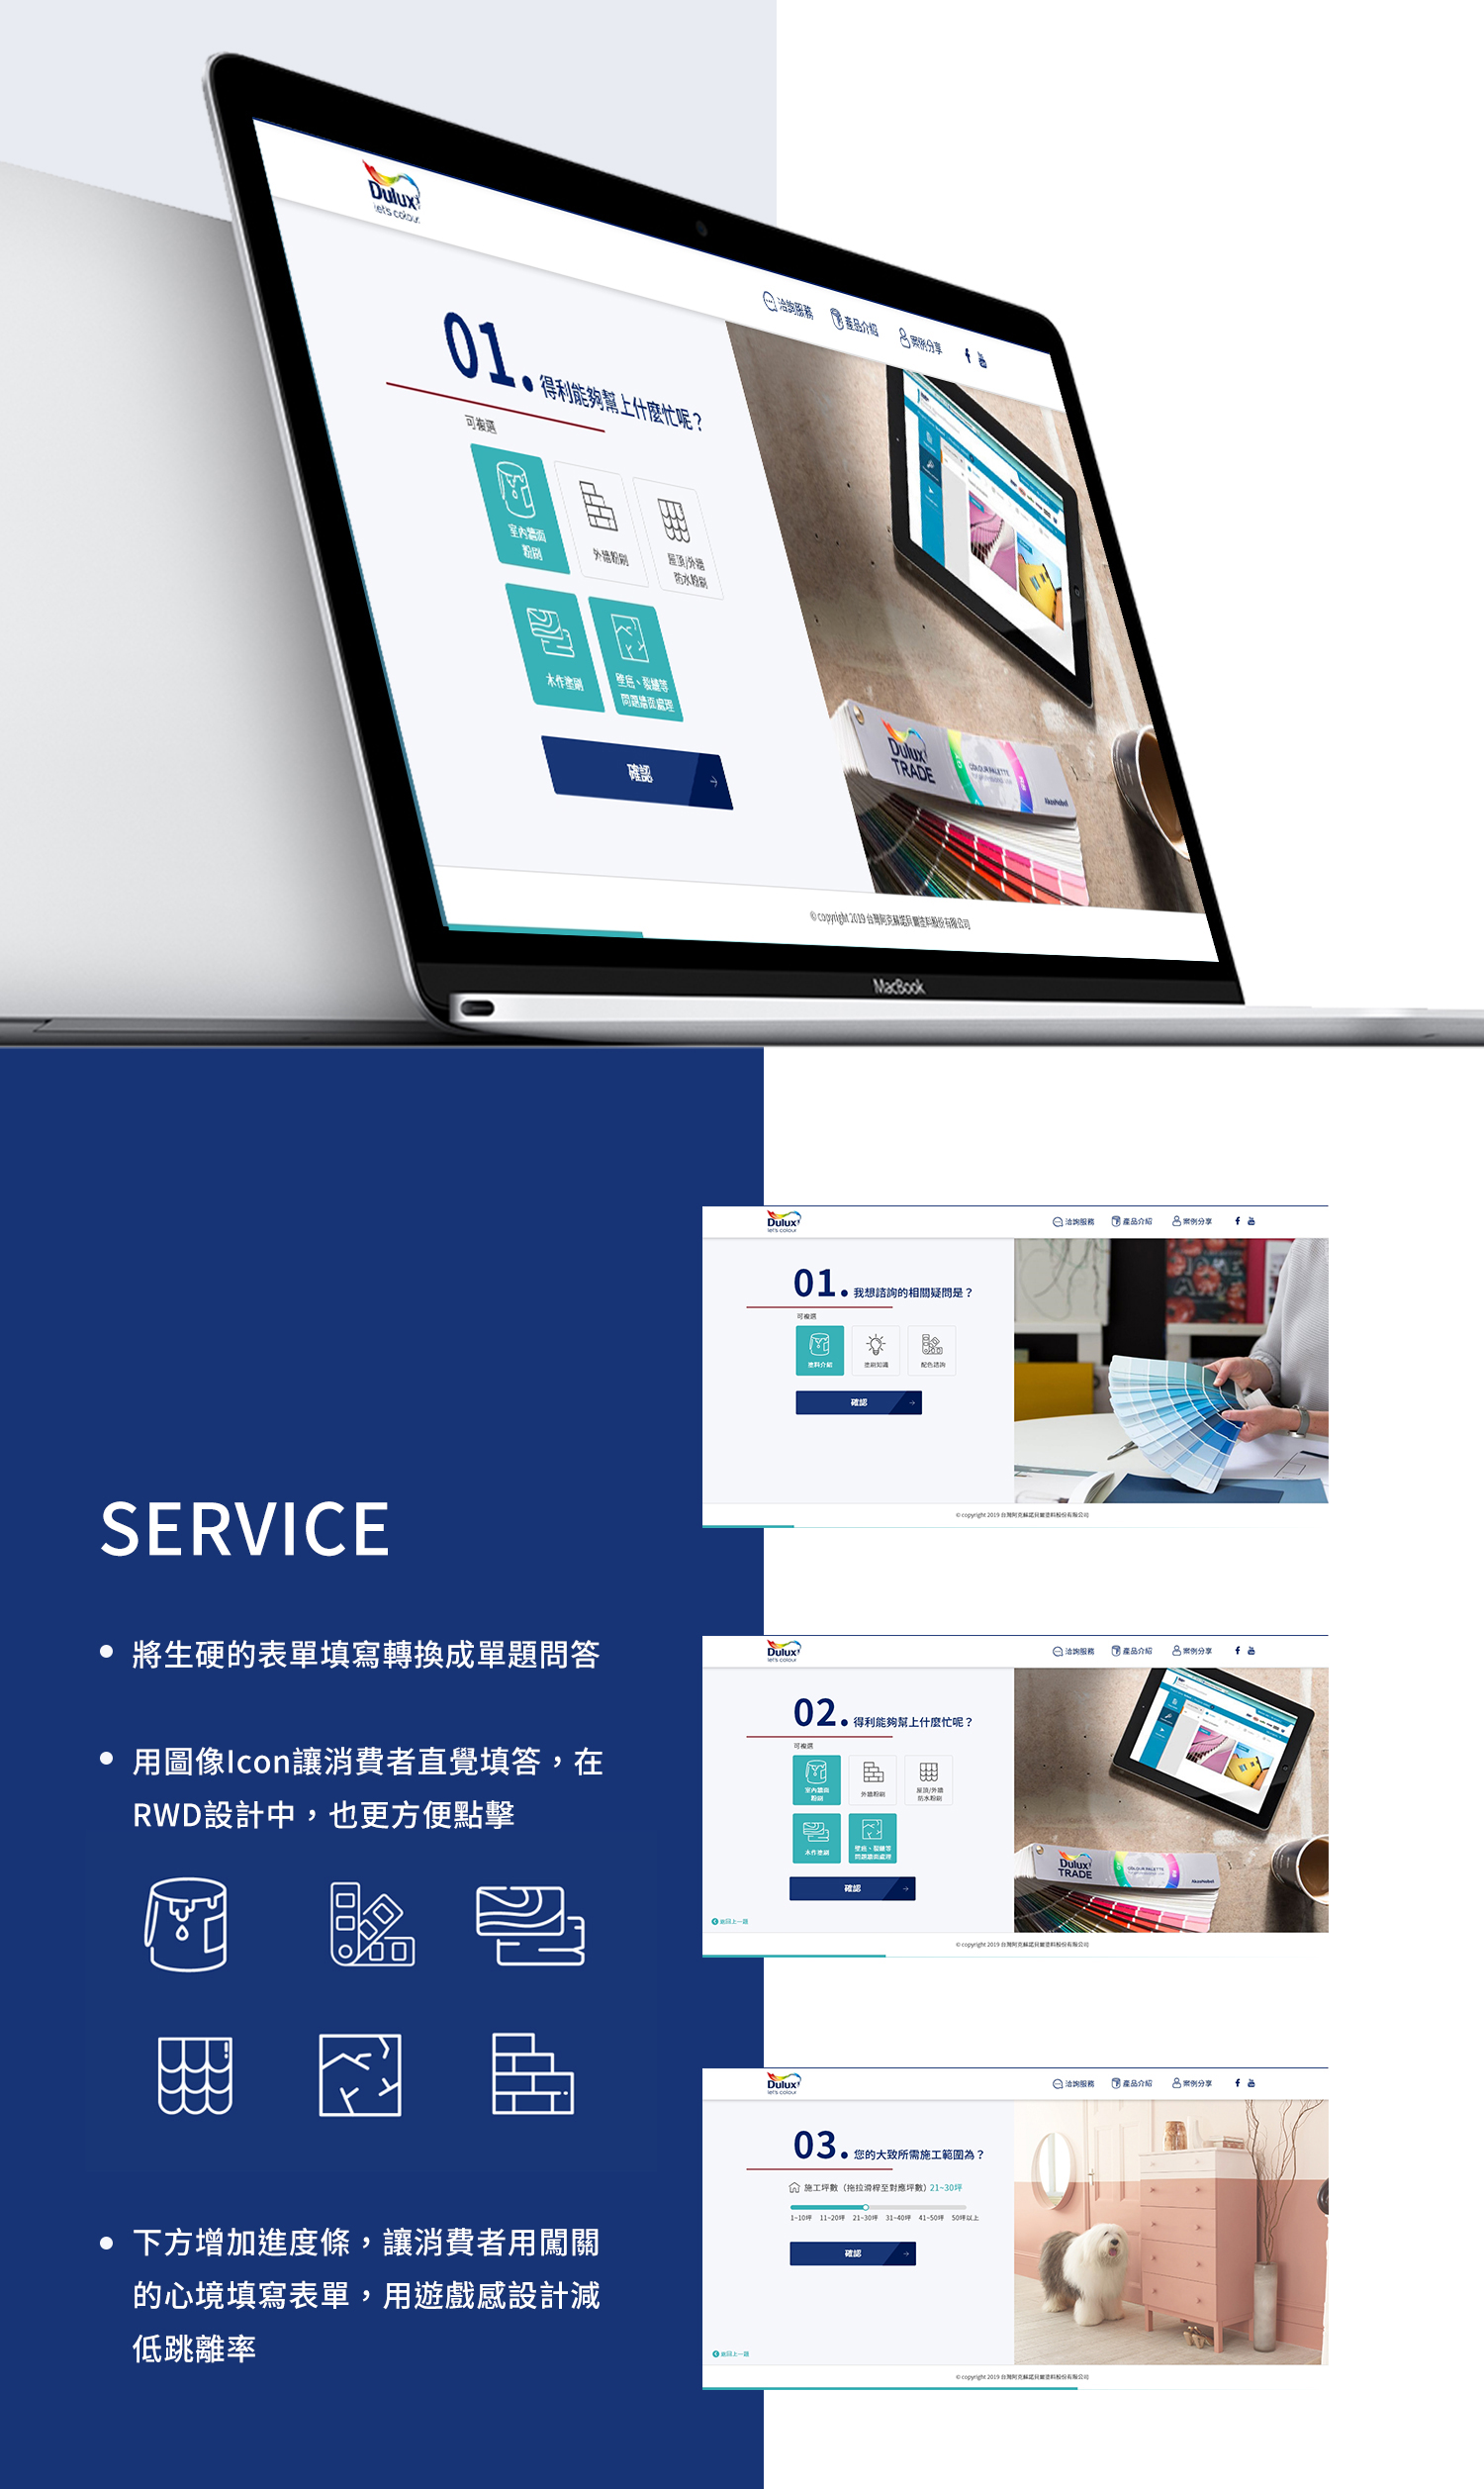 Dulux
let's colour
洽詢服務
產品介紹
案例分享
01.得利能夠幫上什麼忙呢？
可複選
室內牆面
粉刷
外牆粉刷
屋頂/外牆
防水粉刷
木作塗刷
壁癌、裂縫等
問題牆面處理
確認
Dulux
TRADE
COLOUR PALETTE
AkzoNobel
© copyright 2019 台灣阿克蘇諾貝爾塗料股份有限公司
MacBook
SERVICE
將生硬的表單填寫轉換成單題問答
用圖像Icon讓消費者直覺填答，在
RWD設計中，也更方便點擊
下方增加進度條，讓消費者用闖關
的心境填寫表單，用遊戲感設計減
低跳離率
Dulux
let's colour
洽詢服務
產品介紹
案例分享
01.我想諮詢的相關疑問是？
可複選
塗料介紹
塗刷知識
配色諮詢
確認
© copyright 2019 台灣阿克蘇諾貝爾塗料股份有限公司
Dulux
let's colour
洽詢服務
產品介紹
案例分享
02.得利能夠幫上什麼忙呢？
可複選
室內牆面
粉刷
外牆粉刷
屋頂/外牆
防水粉刷
木作塗刷
壁癌、裂縫等
問題牆面處理
確認
返回上一題
Dulux
TRADE
COLOUR PALETTE
AkzoNobel
© copyright 2019 台灣阿克蘇諾貝爾塗料股份有限公司
Dulux
let's colour
洽詢服務
產品介紹
案例分享
03.您的大致所需施工範圍為？
施工坪數（拖拉滑桿至對應坪數）21~30坪
1~10坪 11~20坪 21~30坪 31~40坪 41~50坪 50坪以上
確認
返回上一題
© copyright 2019 台灣阿克蘇諾貝爾塗料股份有限公司